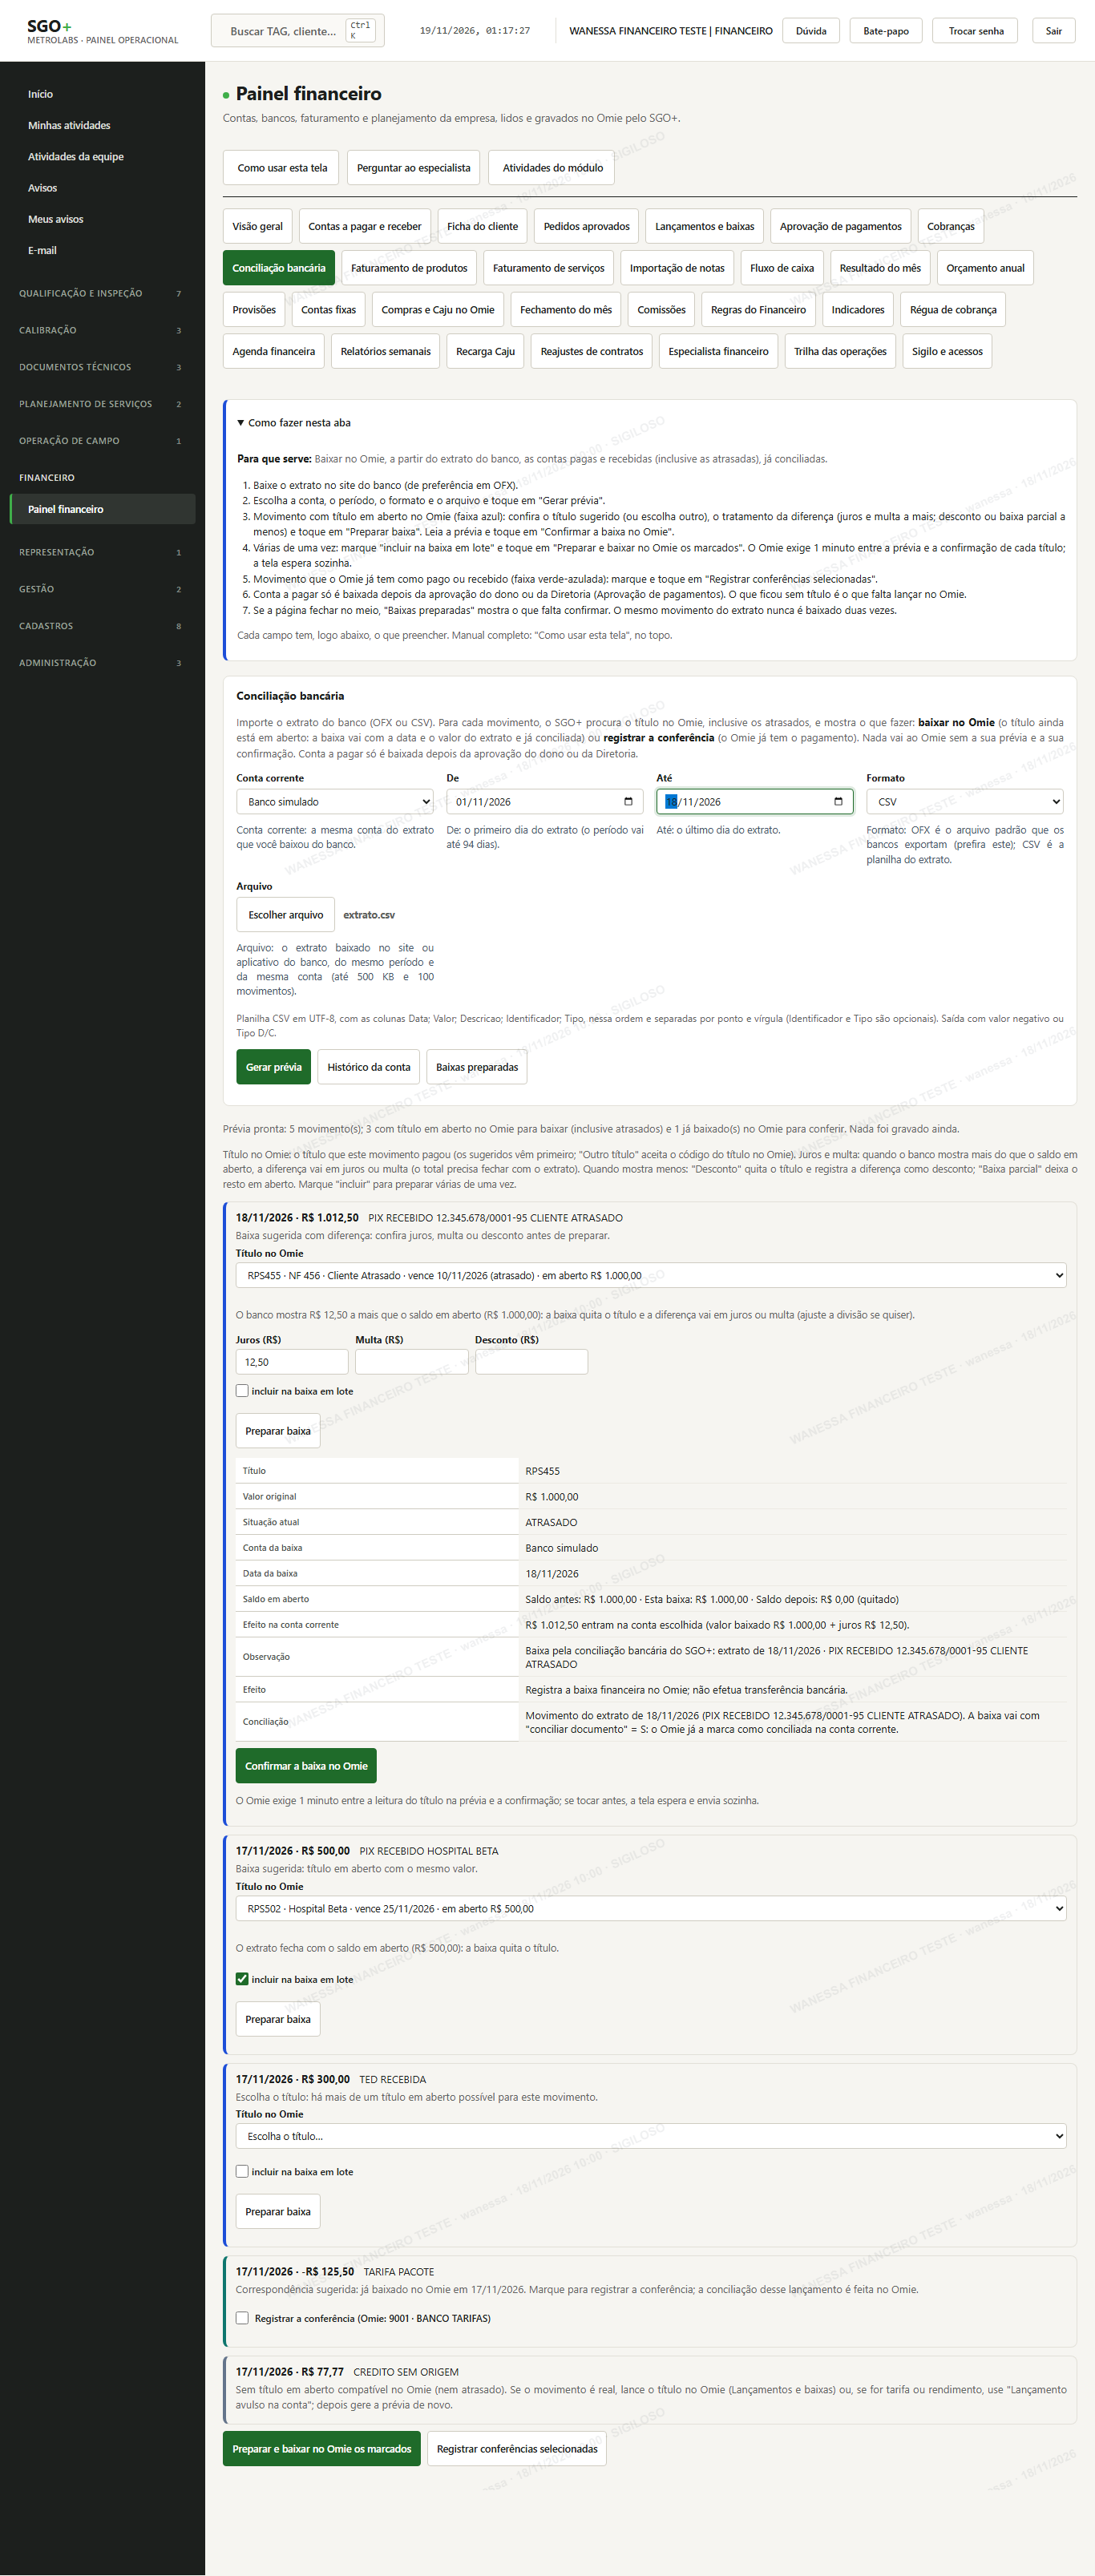 SGO+
METROLABS · PAINEL OPERACIONAL
Buscar TAG, cliente... Ctrl K
19/11/2026, 01:17:27
WANESSA FINANCEIRO TESTE | FINANCEIRO
Dúvida
Bate-papo
Trocar senha
Sair
Início
Minhas atividades
Atividades da equipe
Avisos
Meus avisos
E-mail
QUALIFICAÇÃO E INSPEÇÃO 7
CALIBRAÇÃO 3
DOCUMENTOS TÉCNICOS 3
PLANEJAMENTO DE SERVIÇOS 2
OPERAÇÃO DE CAMPO 1
FINANCEIRO
Painel financeiro
REPRESENTAÇÃO 1
GESTÃO 2
CADASTROS 8
ADMINISTRAÇÃO 3
Painel financeiro
Contas, bancos, faturamento e planejamento da empresa, lidos e gravados no Omie pelo SGO+.
Como usar esta tela
Perguntar ao especialista
Atividades do módulo
Visão geral
Contas a pagar e receber
Ficha do cliente
Pedidos aprovados
Lançamentos e baixas
Aprovação de pagamentos
Cobranças
Conciliação bancária
Faturamento de produtos
Faturamento de serviços
Importação de notas
Fluxo de caixa
Resultado do mês
Orçamento anual
Provisões
Contas fixas
Compras e Caju no Omie
Fechamento do mês
Comissões
Regras do Financeiro
Indicadores
Régua de cobrança
Agenda financeira
Relatórios semanais
Recarga Caju
Reajustes de contratos
Especialista financeiro
Trilha das operações
Sigilo e acessos
▼ Como fazer nesta aba
Para que serve: Baixar no Omie, a partir do extrato do banco, as contas pagas e recebidas (inclusive as atrasadas), já conciliadas.
1. Baixe o extrato no site do banco (de preferência em OFX).
2. Escolha a conta, o período, o formato e o arquivo e toque em "Gerar prévia".
3. Movimento com título em aberto no Omie (faixa azul): confira o título sugerido (ou escolha outro), o tratamento da diferença (juros e multa a mais; desconto ou baixa parcial a
menos) e toque em "Preparar baixa". Leia a prévia e toque em "Confirmar a baixa no Omie".
4. Várias de uma vez: marque "incluir na baixa em lote" e toque em "Preparar e baixar no Omie os marcados". O Omie exige 1 minuto entre a prévia e a confirmação de cada título;
a tela espera sozinha.
5. Movimento que o Omie já tem como pago ou recebido (faixa verde-azulada): marque e toque em "Registrar conferências selecionadas".
6. Conta a pagar só é baixada depois da aprovação do dono ou da Diretoria (Aprovação de pagamentos). O que ficou sem título é o que falta lançar no Omie.
7. Se a página fechar no meio, "Baixas preparadas" mostra o que falta confirmar. O mesmo movimento do extrato nunca é baixado duas vezes.
Cada campo tem, logo abaixo, o que preencher. Manual completo: "Como usar esta tela", no topo.
Conciliação bancária
Importe o extrato do banco (OFX ou CSV). Para cada movimento, o SGO+ procura o título no Omie, inclusive os atrasados, e mostra o que fazer: baixar no Omie (o título ainda
está em aberto: a baixa vai com a data e o valor do extrato e já conciliada) ou registrar a conferência (o Omie já tem o pagamento). Nada vai ao Omie sem a sua prévia e a sua
confirmação. Conta a pagar só é baixada depois da aprovação do dono ou da Diretoria.
Conta corrente
Banco simulado
Conta corrente: a mesma conta do extrato
que você baixou do banco.
De
01/11/2026
De: o primeiro dia do extrato (o período vai
até 94 dias).
Até
18/11/2026
Até: o último dia do extrato.
Formato
CSV
Formato: OFX é o arquivo padrão que os
bancos exportam (prefira este); CSV é a
planilha do extrato.
Arquivo
Escolher arquivo extrato.csv
Arquivo: o extrato baixado no site ou
aplicativo do banco, do mesmo período e
da mesma conta (até 500 KB e 100
movimentos).
Planilha CSV em UTF-8, com as colunas Data; Valor; Descricao; Identificador; Tipo, nessa ordem e separadas por ponto e vírgula (Identificador e Tipo são opcionais). Saída com valor negativo ou
Tipo D/C.
Gerar prévia
Histórico da conta
Baixas preparadas
Prévia pronta: 5 movimento(s); 3 com título em aberto no Omie para baixar (inclusive atrasados) e 1 já baixado(s) no Omie para conferir. Nada foi gravado ainda.
Título no Omie: o título que este movimento pagou (os sugeridos vêm primeiro; "Outro título" aceita o código do título no Omie). Juros e multa: quando o banco mostra mais do que o saldo em
aberto, a diferença vai em juros ou multa (o total precisa fechar com o extrato). Quando mostra menos: "Desconto" quita o título e registra a diferença como desconto; "Baixa parcial" deixa o
resto em aberto. Marque "incluir" para preparar várias de uma vez.
18/11/2026 · R$ 1.012,50 PIX RECEBIDO 12.345.678/0001-95 CLIENTE ATRASADO
Baixa sugerida com diferença: confira juros, multa ou desconto antes de preparar.
Título no Omie
RPS455 · NF 456 · Cliente Atrasado · vence 10/11/2026 (atrasado) · em aberto R$ 1.000,00
O banco mostra R$ 12,50 a mais que o saldo em aberto (R$ 1.000,00): a baixa quita o título e a diferença vai em juros ou multa (ajuste a divisão se quiser).
Juros (R$) Multa (R$) Desconto (R$)
12,50
incluir na baixa em lote
Preparar baixa
Título RPS455
Valor original R$ 1.000,00
Situação atual ATRASADO
Conta da baixa Banco simulado
Data da baixa 18/11/2026
Saldo em aberto Saldo antes: R$ 1.000,00 · Esta baixa: R$ 1.000,00 · Saldo depois: R$ 0,00 (quitado)
Efeito na conta corrente R$ 1.012,50 entram na conta escolhida (valor baixado R$ 1.000,00 + juros R$ 12,50).
Observação Baixa pela conciliação bancária do SGO+: extrato de 18/11/2026 · PIX RECEBIDO 12.345.678/0001-95 CLIENTE
ATRASADO
Efeito Registra a baixa financeira no Omie; não efetua transferência bancária.
Conciliação Movimento do extrato de 18/11/2026 (PIX RECEBIDO 12.345.678/0001-95 CLIENTE ATRASADO). A baixa vai com
"conciliar documento" = S: o Omie já a marca como conciliada na conta corrente.
Confirmar a baixa no Omie
O Omie exige 1 minuto entre a leitura do título na prévia e a confirmação; se tocar antes, a tela espera e envia sozinha.
17/11/2026 · R$ 500,00 PIX RECEBIDO HOSPITAL BETA
Baixa sugerida: título em aberto com o mesmo valor.
Título no Omie
RPS502 · Hospital Beta · vence 25/11/2026 · em aberto R$ 500,00
O extrato fecha com o saldo em aberto (R$ 500,00): a baixa quita o título.
incluir na baixa em lote
Preparar baixa
17/11/2026 · R$ 300,00 TED RECEBIDA
Escolha o título: há mais de um título em aberto possível para este movimento.
Título no Omie
Escolha o título...
incluir na baixa em lote
Preparar baixa
17/11/2026 · -R$ 125,50 TARIFA PACOTE
Correspondência sugerida: já baixado no Omie em 17/11/2026. Marque para registrar a conferência; a conciliação desse lançamento é feita no Omie.
Registrar a conferência (Omie: 9001 · BANCO TARIFAS)
17/11/2026 · R$ 77,77 CREDITO SEM ORIGEM
Sem título em aberto compatível no Omie (nem atrasado). Se o movimento é real, lance o título no Omie (Lançamentos e baixas) ou, se for tarifa ou rendimento, use "Lançamento
avulso na conta"; depois gere a prévia de novo.
Preparar e baixar no Omie os marcados
Registrar conferências selecionadas
WANESSA FINANCEIRO TESTE · wanessa · 18/11/2026 10:00 · SIGILOSO